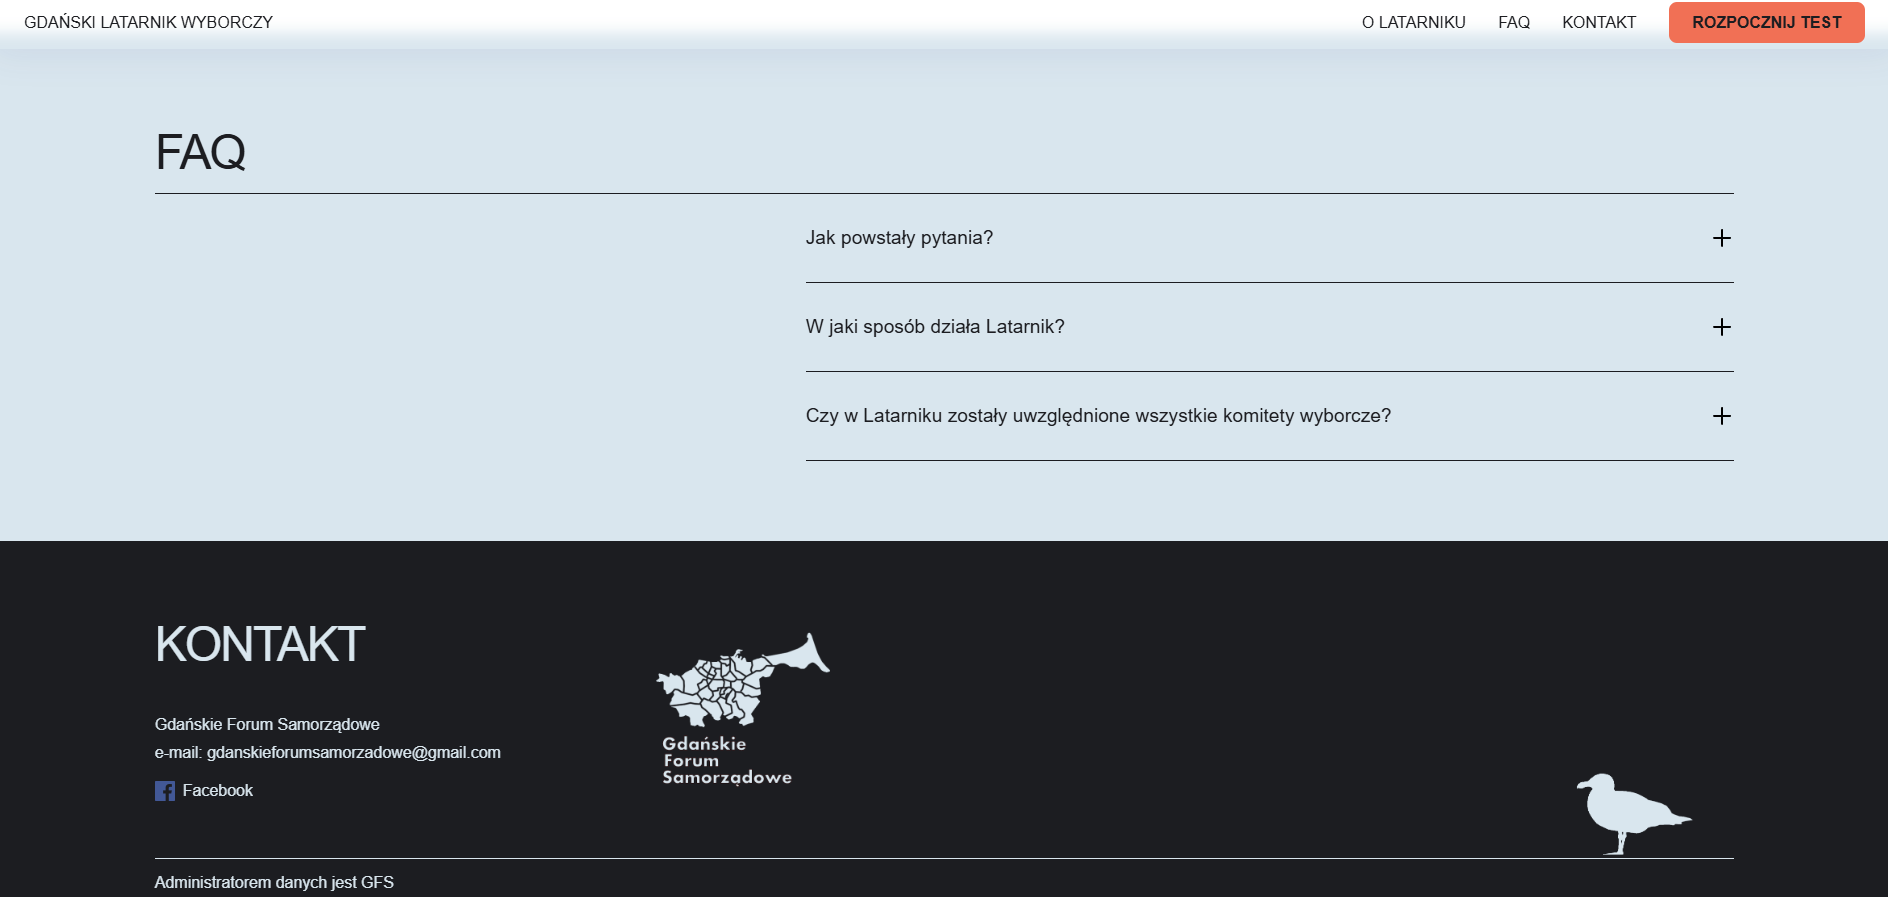 GDAŃSKI LATARNIK WYBORCZY
O LATARNIKU
FAQ
KONTAKT
ROZPOCZNIJ TEST
FAQ
Jak powstały pytania?
W jaki sposób działa Latarnik?
Czy w Latarniku zostały uwzględnione wszystkie komitety wyborcze?
KONTAKT
Gdańskie Forum Samorządowe
e-mail: gdanskieforumsamorzadowe@gmail.com
Facebook
Gdańskie
Forum
Samorządowe
Administratorem danych jest GFS